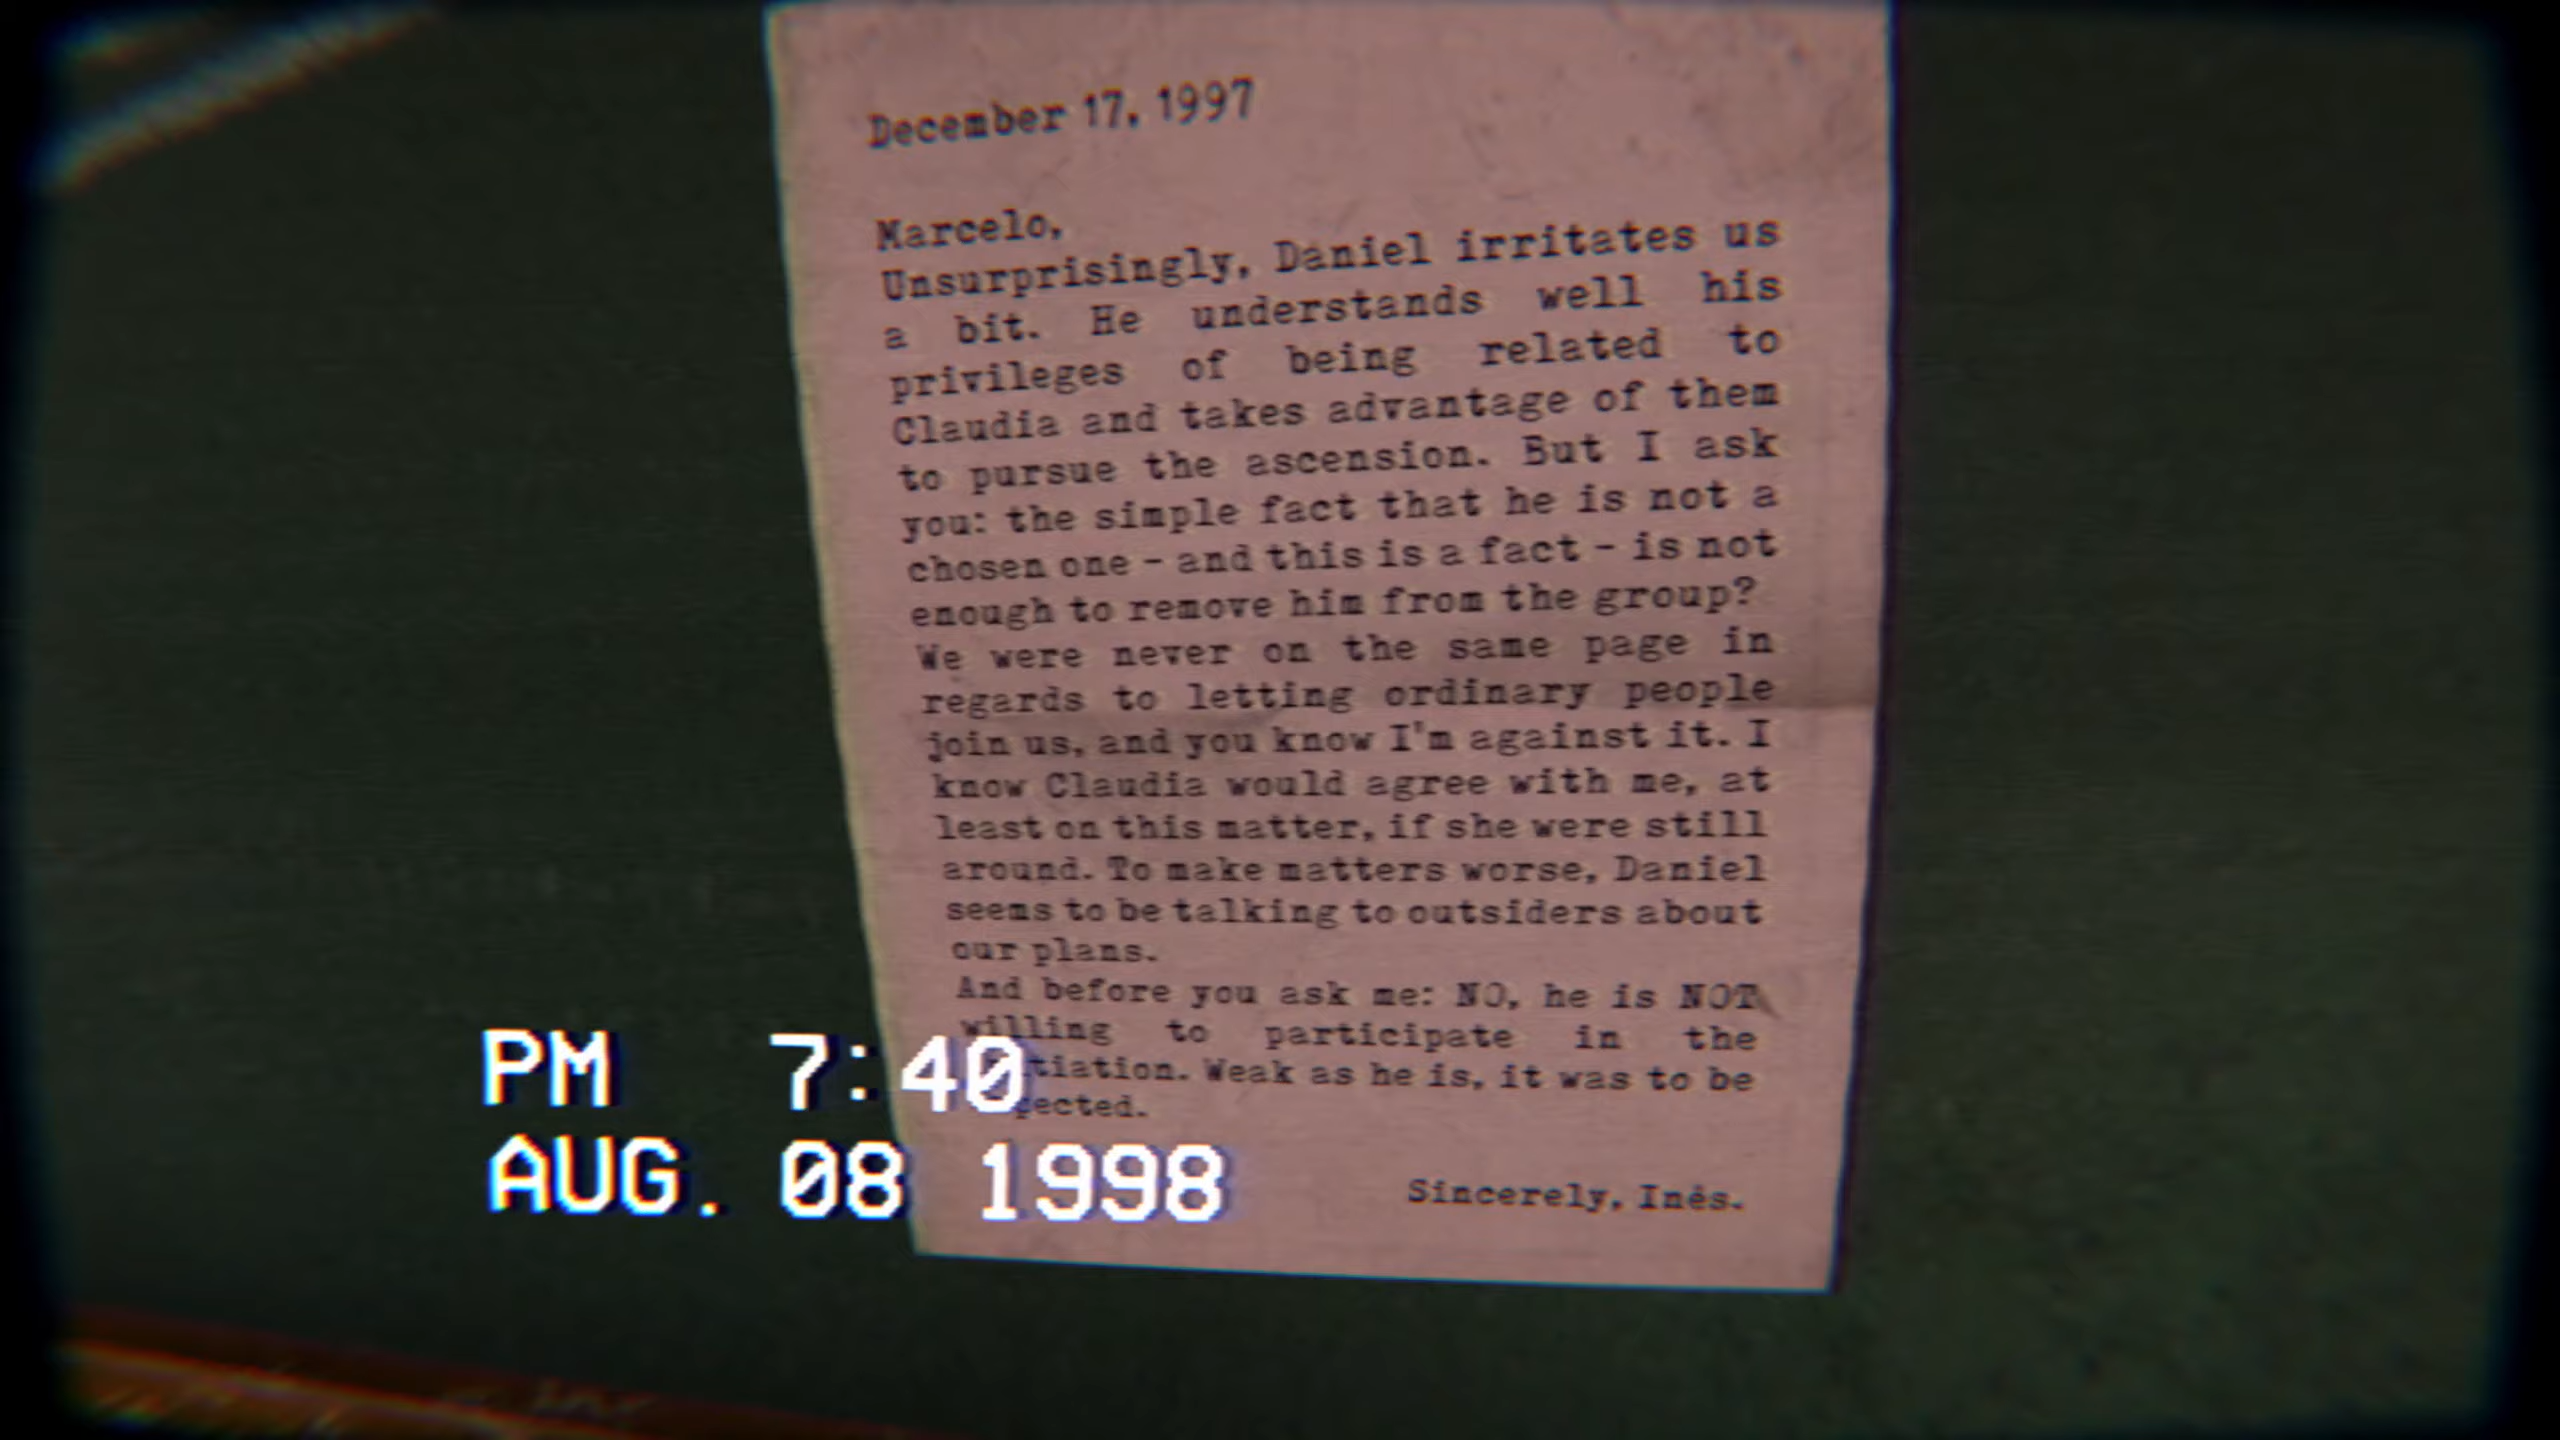 December 17, 1997
Marcelo,
Unsurprisingly, Daniel irritates us
a bit. He understands well his
privileges of being related to
Claudia and takes advantage of them
to pursue the ascension. But I ask
you: the simple fact that he is not a
chosen one - and this is a fact - is not
enough to remove him from the group?
We were never on the same page in
regards to letting ordinary people
join us, and you know I'm against it. I
know Claudia would agree with me, at
least on this matter, if she were still
around. To make matters worse, Daniel
seems to be talking to outsiders about
our plans.
And before you ask me: NO, he is NOT
willing to participate in the
Weak as he is, it was to be
Sincerely, Inês.
PM 7:40
AUG. 08 1998